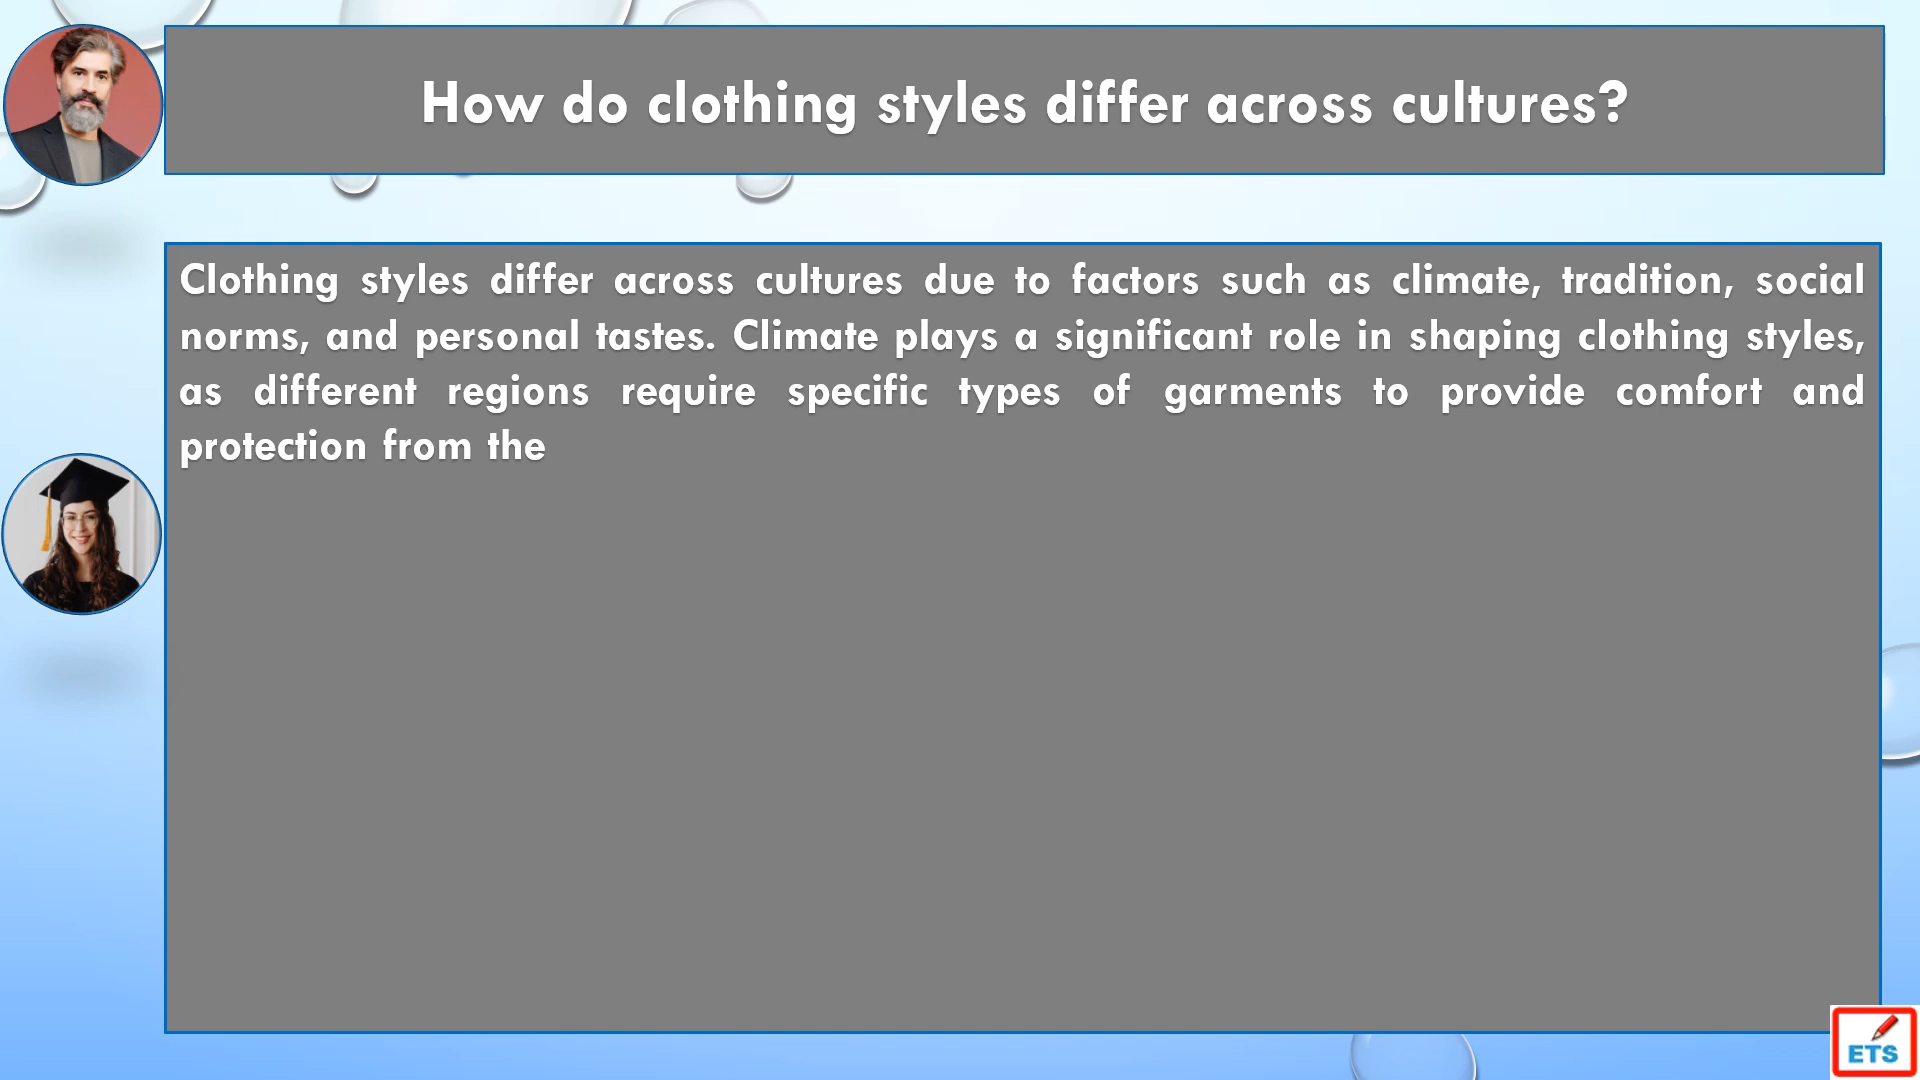 How do clothing styles differ across cultures?
Clothing styles differ across cultures due to factors such as climate, tradition, social
norms, and personal tastes. Climate plays a significant role in shaping clothing styles,
as different regions require specific types of garments to provide comfort and
protection from the
ETS